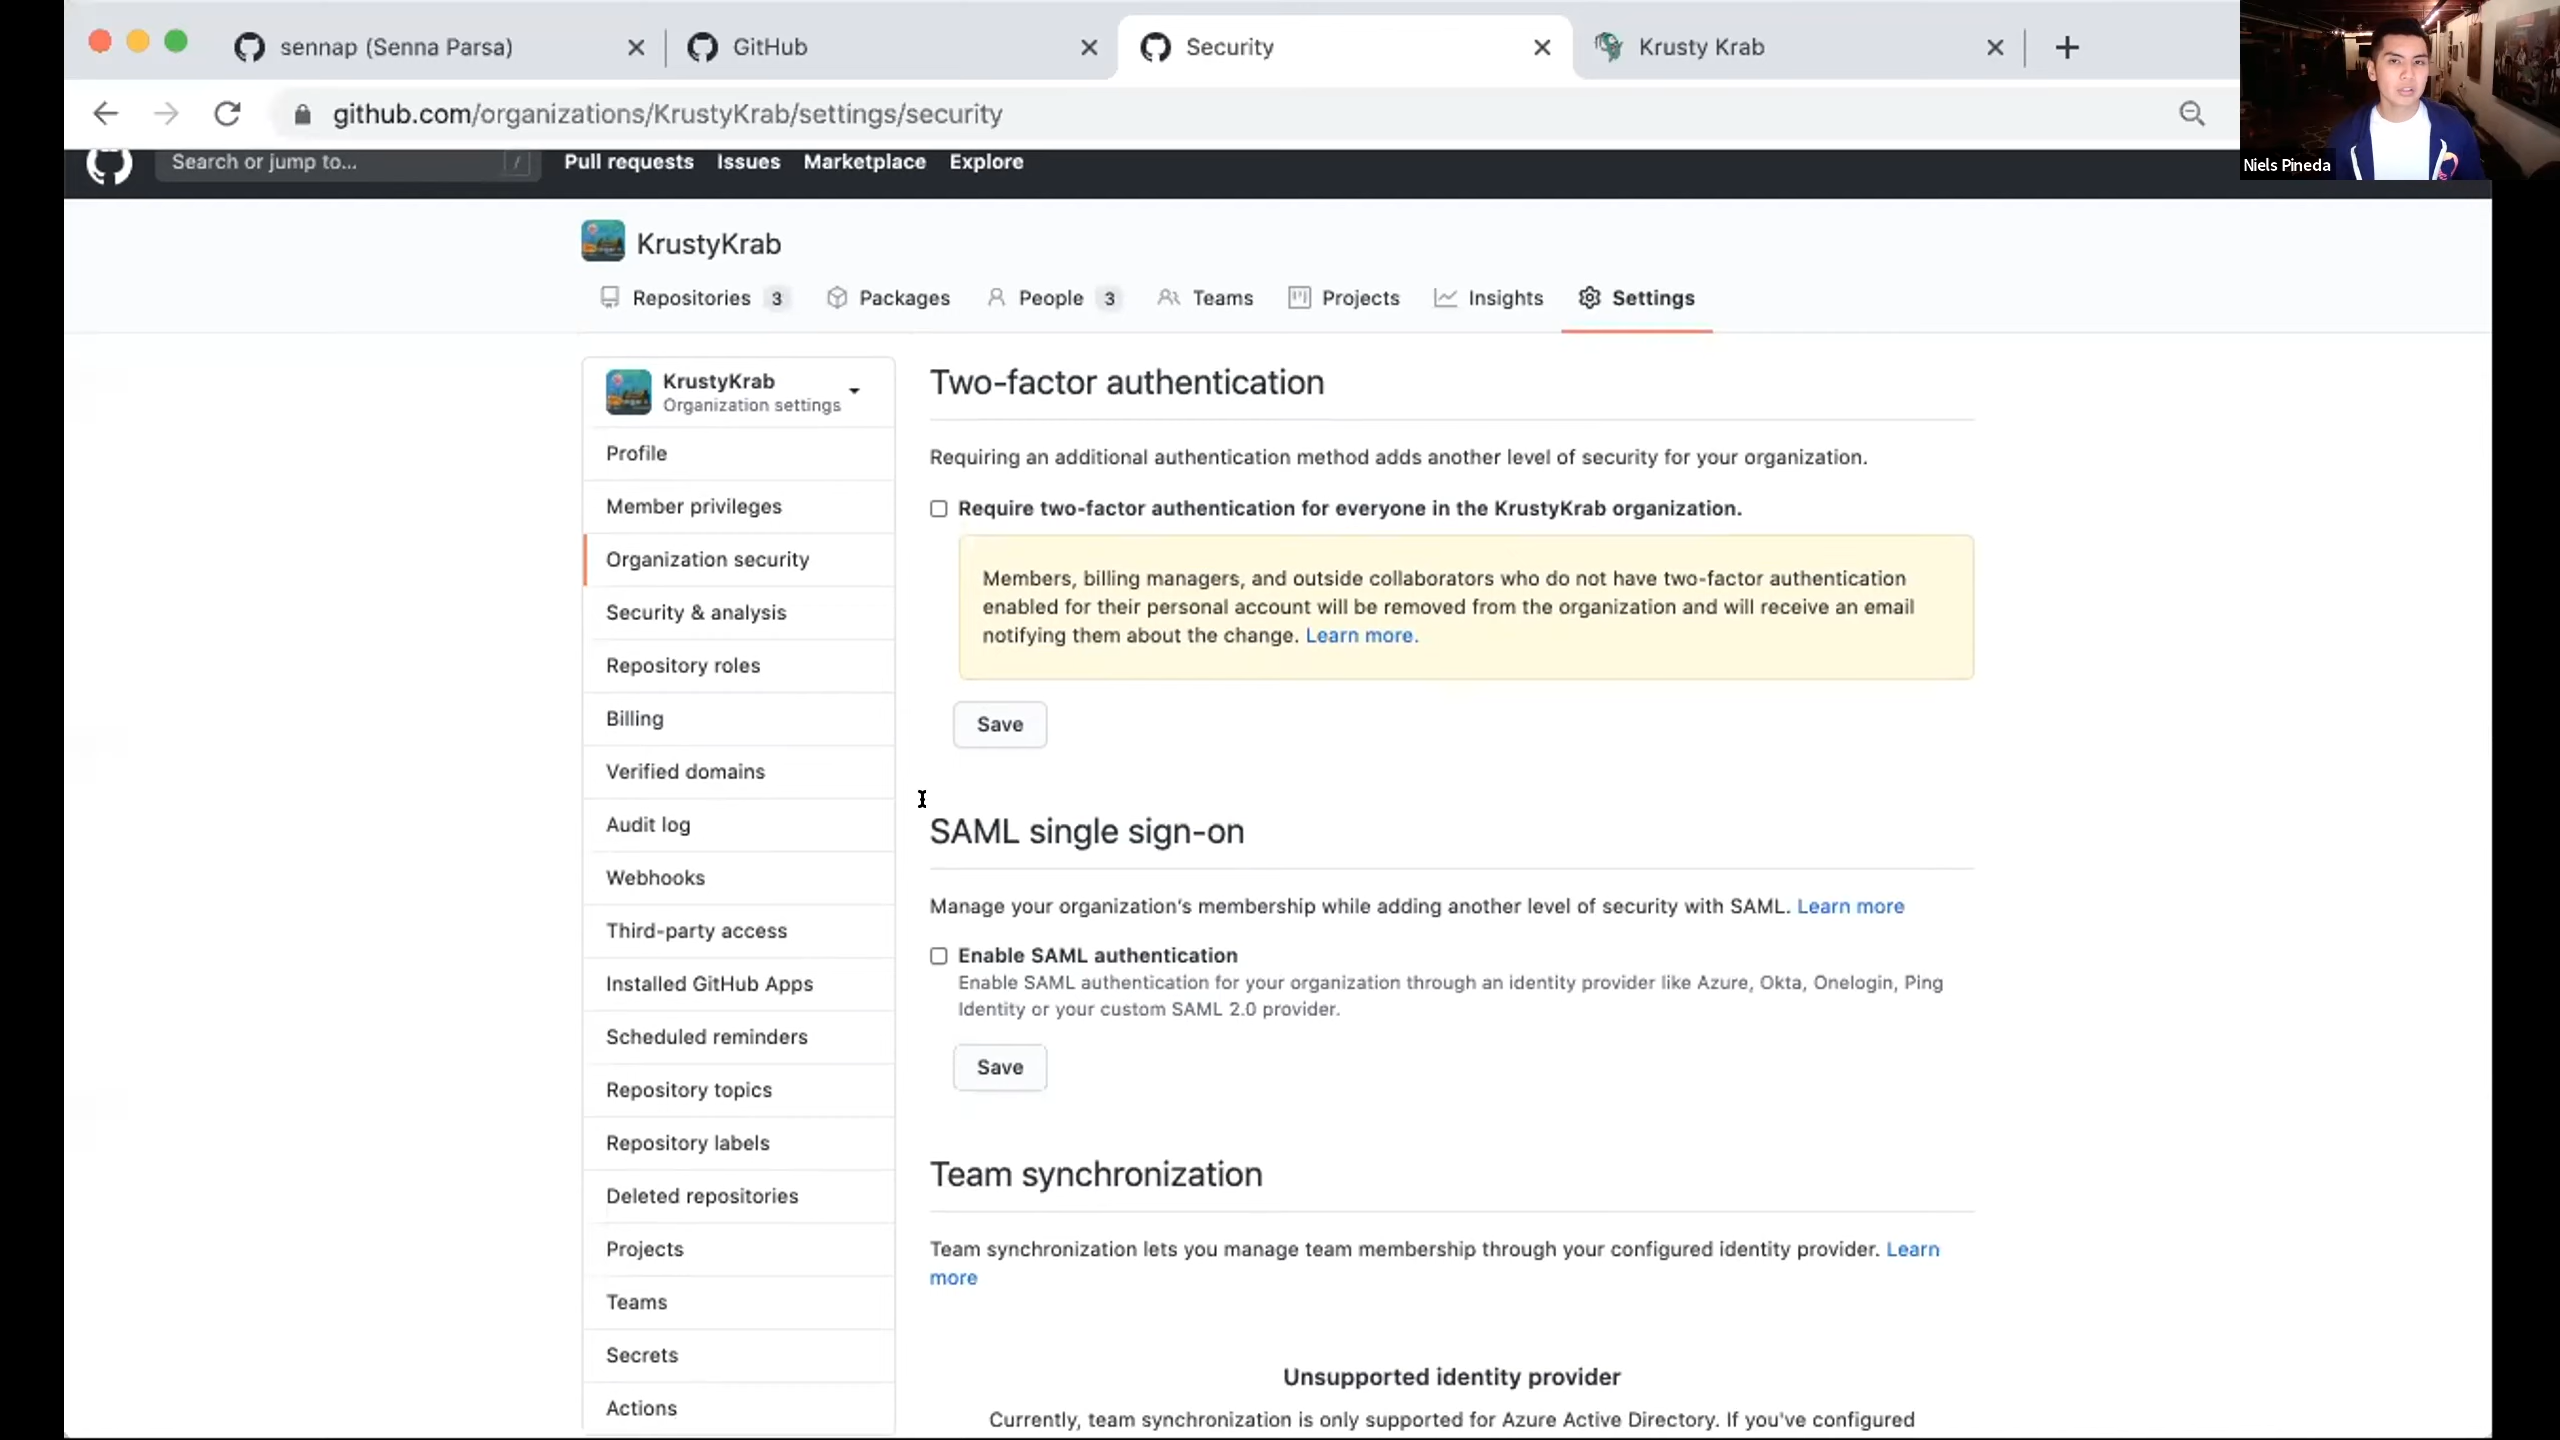 sennap (Senna Parsa)
GitHub
Security
Krusty Krab
github.com/organizations/KrustyKrab/settings/security
Niels Pineda
Search or jump to...
/
Pull requests
Issues
Marketplace
Explore
KrustyKrab
Repositories 3
Packages
People 3
Teams
Projects
Insights
Settings
KrustyKrab
Organization settings
Profile
Member privileges
Organization security
Security & analysis
Repository roles
Billing
Verified domains
Audit log
Webhooks
Third-party access
Installed GitHub Apps
Scheduled reminders
Repository topics
Repository labels
Deleted repositories
Projects
Teams
Secrets
Actions
Two-factor authentication
Requiring an additional authentication method adds another level of security for your organization.
Require two-factor authentication for everyone in the KrustyKrab organization.
Members, billing managers, and outside collaborators who do not have two-factor authentication
enabled for their personal account will be removed from the organization and will receive an email
notifying them about the change. Learn more.
Save
SAML single sign-on
Manage your organization's membership while adding another level of security with SAML. Learn more
Enable SAML authentication
Enable SAML authentication for your organization through an identity provider like Azure, Okta, Onelogin, Ping
Identity or your custom SAML 2.0 provider.
Save
Team synchronization
Team synchronization lets you manage team membership through your configured identity provider. Learn
more
Unsupported identity provider
Currently, team synchronization is only supported for Azure Active Directory. If you've configured